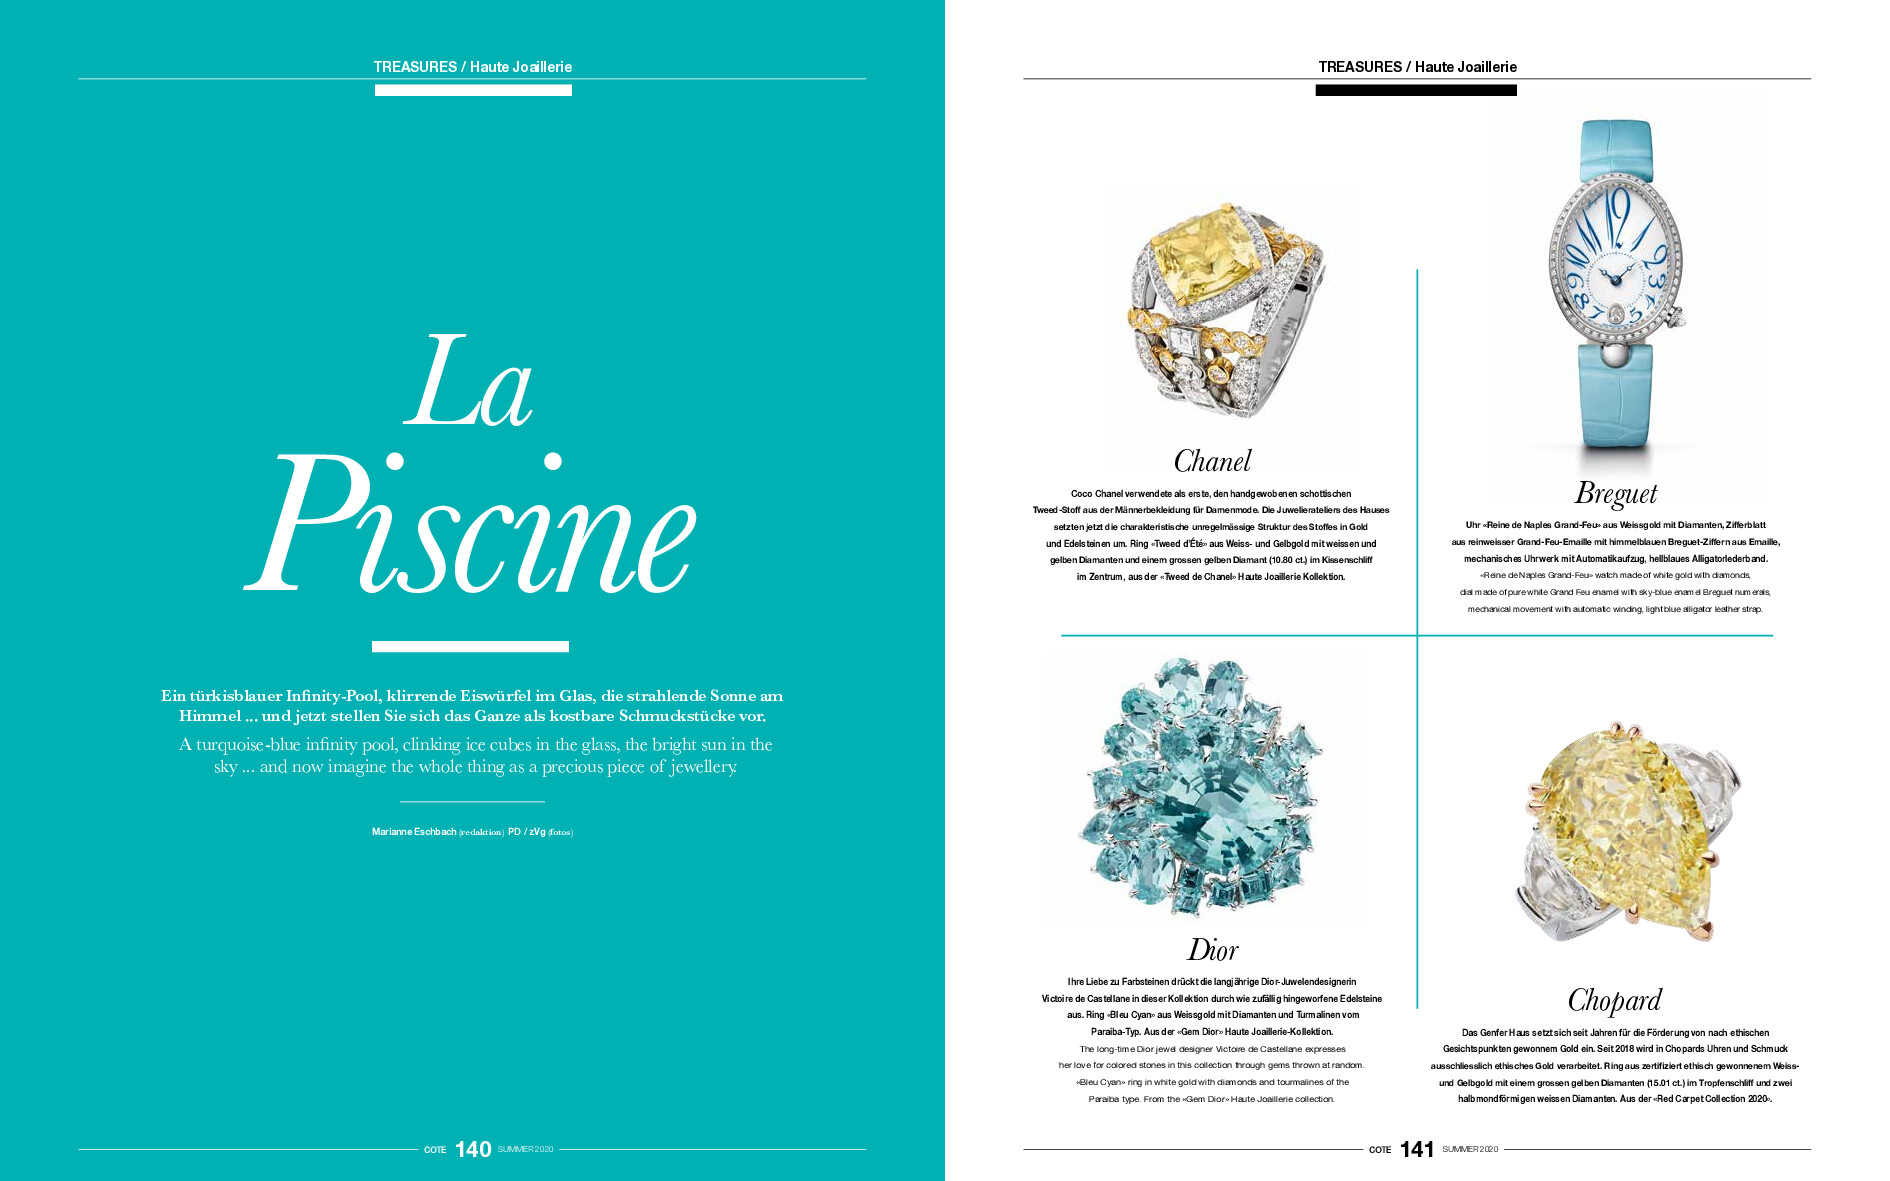 TREASURES / Haute Joaillerie
La
Piscine
Ein türkisblauer Infinity-Pool, klirrende Eiswürfel im Glas, die strahlende Sonne am
Himmel ... und jetzt stellen Sie sich das Ganze als kostbare Schmuckstücke vor.
A turquoise-blue infinity pool, clinking ice cubes in the glass, the bright sun in the
sky ... and now imagine the whole thing as a precious piece of jewellery.
Marianne Eschbach (redaktion) PD / zVg (fotos)
COTE 140 SUMMER 2020
TREASURES / Haute Joaillerie
Chanel
Coco Chanel verwendete als erste, den handgewobenen schottischen
Tweed-Stoff aus der Männerbekleidung für Damenmode. Die Juwelierateliers des Hauses
setzten jetzt die charakteristische unregelmässige Struktur des Stoffes in Gold
und Edelsteinen um. Ring «Tweed d'Été» aus Weiss- und Gelbgold mit weissen und
gelben Diamanten und einem grossen gelben Diamant (10.80 ct.) im Kissenschliff
im Zentrum, aus der «Tweed de Chanel» Haute Joaillerie Kollektion.
Breguet
Uhr «Reine de Naples Grand-Feu» aus Weissgold mit Diamanten, Zifferblatt
aus reinweisser Grand-Feu-Emaille mit himmelblauen Breguet-Ziffern aus Emaille,
mechanisches Uhrwerk mit Automatikaufzug, hellblaues Alligatorlederband.
«Reine de Naples Grand-Feu» watch made of white gold with diamonds,
dial made of pure white Grand Feu enamel with sky-blue enamel Breguet numerals,
mechanical movement with automatic winding, light blue alligator leather strap.
Dior
Ihre Liebe zu Farbsteinen drückt die langjährige Dior-Juwelendesignerin
Victoire de Castellane in dieser Kollektion durch wie zufällig hingeworfene Edelsteine
aus. Ring «Bleu Cyan» aus Weissgold mit Diamanten und Turmalinen vom
Paraiba-Typ. Aus der «Gem Dior» Haute Joaillerie-Kollektion.
The long-time Dior jewel designer Victoire de Castellane expresses
her love for colored stones in this collection through gems thrown at random.
«Bleu Cyan» ring in white gold with diamonds and tourmalines of the
Paraiba type. From the «Gem Dior» Haute Joaillerie collection.
Chopard
Das Genfer Haus setzt sich seit Jahren für die Förderung von nach ethischen
Gesichtspunkten gewonnem Gold ein. Seit 2018 wird in Chopards Uhren und Schmuck
ausschliesslich ethisches Gold verarbeitet. Ring aus zertifiziert ethisch gewonnenem Weiss-
und Gelbgold mit einem grossen gelben Diamanten (15.01 ct.) im Tropfenschliff und zwei
halbmondförmigen weissen Diamanten. Aus der «Red Carpet Collection 2020».
COTE 141 SUMMER 2020